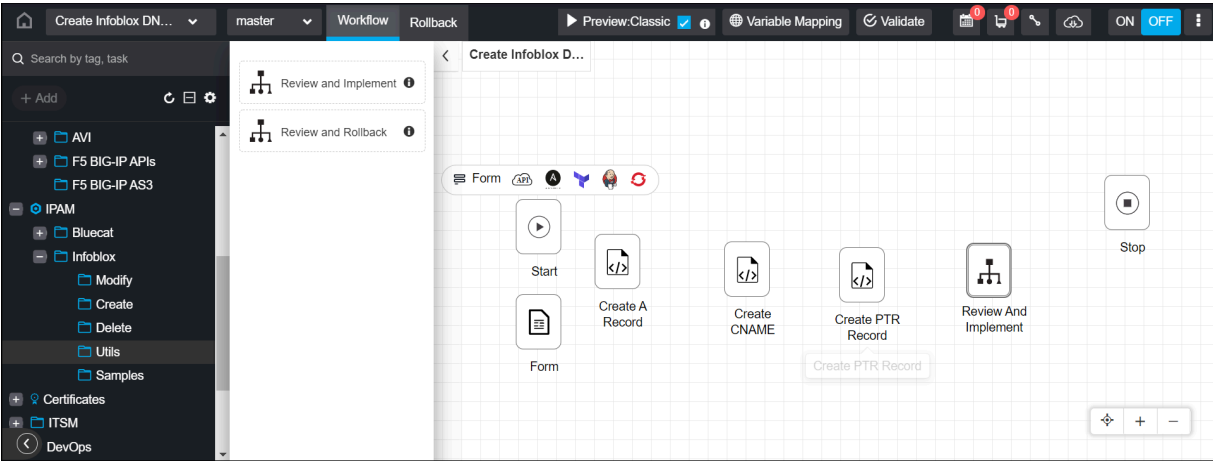 Create Infoblox DN...
master
Workflow
Rollback
Preview:Classic
Variable Mapping
Validate
0
0
ON
OFF
Search by tag, task
+ Add
AVI
F5 BIG-IP APIs
F5 BIG-IP AS3
IPAM
Bluecat
Infoblox
Modify
Create
Delete
Utils
Samples
Certificates
ITSM
DevOps
Review and Implement
Review and Rollback
Create Infoblox D...
Form
API
A
Start
Form
Create A
Record
Create
CNAME
Create PTR
Record
Create PTR Record
Review And
Implement
Stop